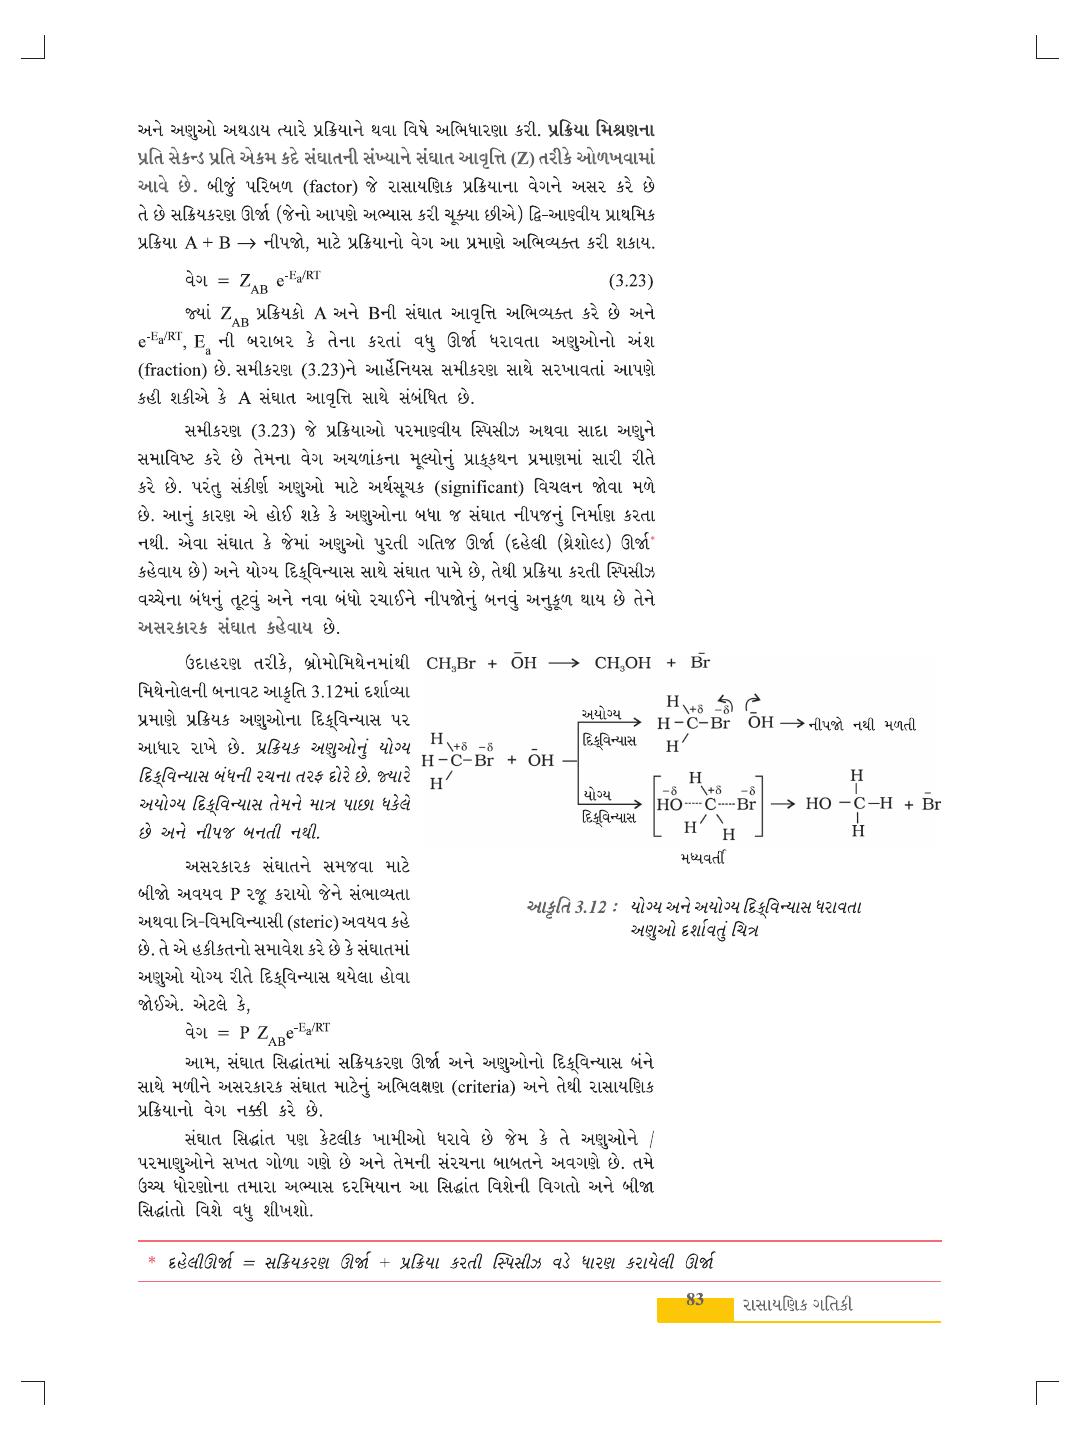 અને અણુઓ અથડાય ત્યારે પ્રક્રિયાને થવા વિષે અભિધારણા કરી. પ્રક્રિયા મિશ્રણના
પ્રતિ સેકન્ડ પ્રતિ એકમ કદે સંઘાતની સંખ્યાને સંઘાત આવૃત્તિ (Z) તરીકે ઓળખવામાં
આવે છે. બીજું પરિબળ (factor) જે રાસાયણિક પ્રક્રિયાના વેગને અસર કરે છે
તે છે સક્રિયકરણ ઊર્જા (જેનો આપણે અભ્યાસ કરી ચૂક્યા છીએ) દ્વિ-આણ્વીય પ્રાથમિક
પ્રક્રિયા A + B → નીપજો, માટે પ્રક્રિયાનો વેગ આ પ્રમાણે અભિવ્યક્ત કરી શકાય.
વેગ = Z_AB e^-Ea/RT (3.23)
જ્યાં Z_AB પ્રક્રિયકો A અને Bની સંઘાત આવૃત્તિ અભિવ્યક્ત કરે છે અને
e^-Ea/RT, E_a ની બરાબર કે તેના કરતાં વધુ ઊર્જા ધરાવતા અણુઓનો અંશ
(fraction) છે. સમીકરણ (3.23)ને આર્હેનિયસ સમીકરણ સાથે સરખાવતાં આપણે
કહી શકીએ કે A સંઘાત આવૃત્તિ સાથે સંબંધિત છે.
સમીકરણ (3.23) જે પ્રક્રિયાઓ પરમાણ્વીય સ્પિસીઝ અથવા સાદા અણુને
સમાવિષ્ટ કરે છે તેમના વેગ અચળાંકના મૂલ્યોનું પ્રાક્કથન પ્રમાણમાં સારી રીતે
કરે છે. પરંતુ સંકીર્ણ અણુઓ માટે અર્થસૂચક (significant) વિચલન જોવા મળે
છે. આનું કારણ એ હોઈ શકે કે અણુઓના બધા જ સંઘાત નીપજનું નિર્માણ કરતા
નથી. એવા સંઘાત કે જેમાં અણુઓ પુરતી ગતિજ ઊર્જા (દહેલી (થ્રેશોલ્ડ) ઊર્જા*
કહેવાય છે) અને યોગ્ય દિક્વિન્યાસ સાથે સંઘાત પામે છે, તેથી પ્રક્રિયા કરતી સ્પિસીઝ
વચ્ચેના બંધનું તૂટવું અને નવા બંધો રચાઈને નીપજોનું બનવું અનુકૂળ થાય છે તેને
અસરકારક સંઘાત કહેવાય છે.
ઉદાહરણ તરીકે, બ્રોમોમિથેનમાંથી
મિથેનોલની બનાવટ આકૃતિ 3.12માં દર્શાવ્યા
પ્રમાણે પ્રક્રિયક અણુઓના દિક્વિન્યાસ પર
આધાર રાખે છે. પ્રક્રિયક અણુઓનું યોગ્ય
દિક્વિન્યાસ બંધની રચના તરફ દોરે છે. જ્યારે
અયોગ્ય દિક્વિન્યાસ તેમને માત્ર પાછા ધકેલે
છે અને નીપજ બનતી નથી.
CH₃Br + ŌH → CH₃OH + B̄r
H
H–C–Br + ŌH
+δ –δ
H
અયોગ્ય
દિક્વિન્યાસ
H
+δ –δ
H–C–Br ŌH → નીપજો નથી મળતી
H
યોગ્ય
દિક્વિન્યાસ
H
–δ +δ –δ
[HO·····C·····Br] → HO –C–H + B̄r
H H
H
H
મધ્યવર્તી
આકૃતિ 3.12 : યોગ્ય અને અયોગ્ય દિક્વિન્યાસ ધરાવતા
અણુઓ દર્શાવતું ચિત્ર
અસરકારક સંઘાતને સમજવા માટે
બીજો અવયવ P રજૂ કરાયો જેને સંભાવ્યતા
અથવા ત્રિ-વિમવિન્યાસી (steric) અવયવ કહે
છે. તે એ હકીકતનો સમાવેશ કરે છે કે સંઘાતમાં
અણુઓ યોગ્ય રીતે દિક્વિન્યાસ થયેલા હોવા
જોઈએ. એટલે કે,
વેગ = P Z_AB e^-Ea/RT
આમ, સંઘાત સિદ્ધાંતમાં સક્રિયકરણ ઊર્જા અને અણુઓનો દિક્વિન્યાસ બંને
સાથે મળીને અસરકારક સંઘાત માટેનું અભિલક્ષણ (criteria) અને તેથી રાસાયણિક
પ્રક્રિયાનો વેગ નક્કી કરે છે.
સંઘાત સિદ્ધાંત પણ કેટલીક ખામીઓ ધરાવે છે જેમ કે તે અણુઓને /
પરમાણુઓને સખત ગોળા ગણે છે અને તેમની સંરચના બાબતને અવગણે છે. તમે
ઉચ્ચ ધોરણોના તમારા અભ્યાસ દરમિયાન આ સિદ્ધાંત વિશેની વિગતો અને બીજા
સિદ્ધાંતો વિશે વધુ શીખશો.
* દહેલીઊર્જા = સક્રિયકરણ ઊર્જા + પ્રક્રિયા કરતી સ્પિસીઝ વડે ધારણ કરાયેલી ઊર્જા
83 રાસાયણિક ગતિકી